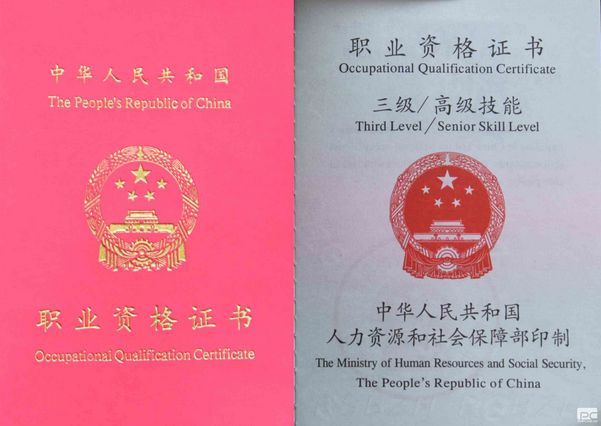 中华人民共和国
The People's Republic of China
职业资格证书
Occupational Qualification Certificate
职业资格证书
Occupational Qualification Certificate
三级/高级技能
Third Level/Senior Skill Level
中华人民共和国
人力资源和社会保障部印制
The Ministry of Human Resources and Social Security,
The People's Republic of China
PC